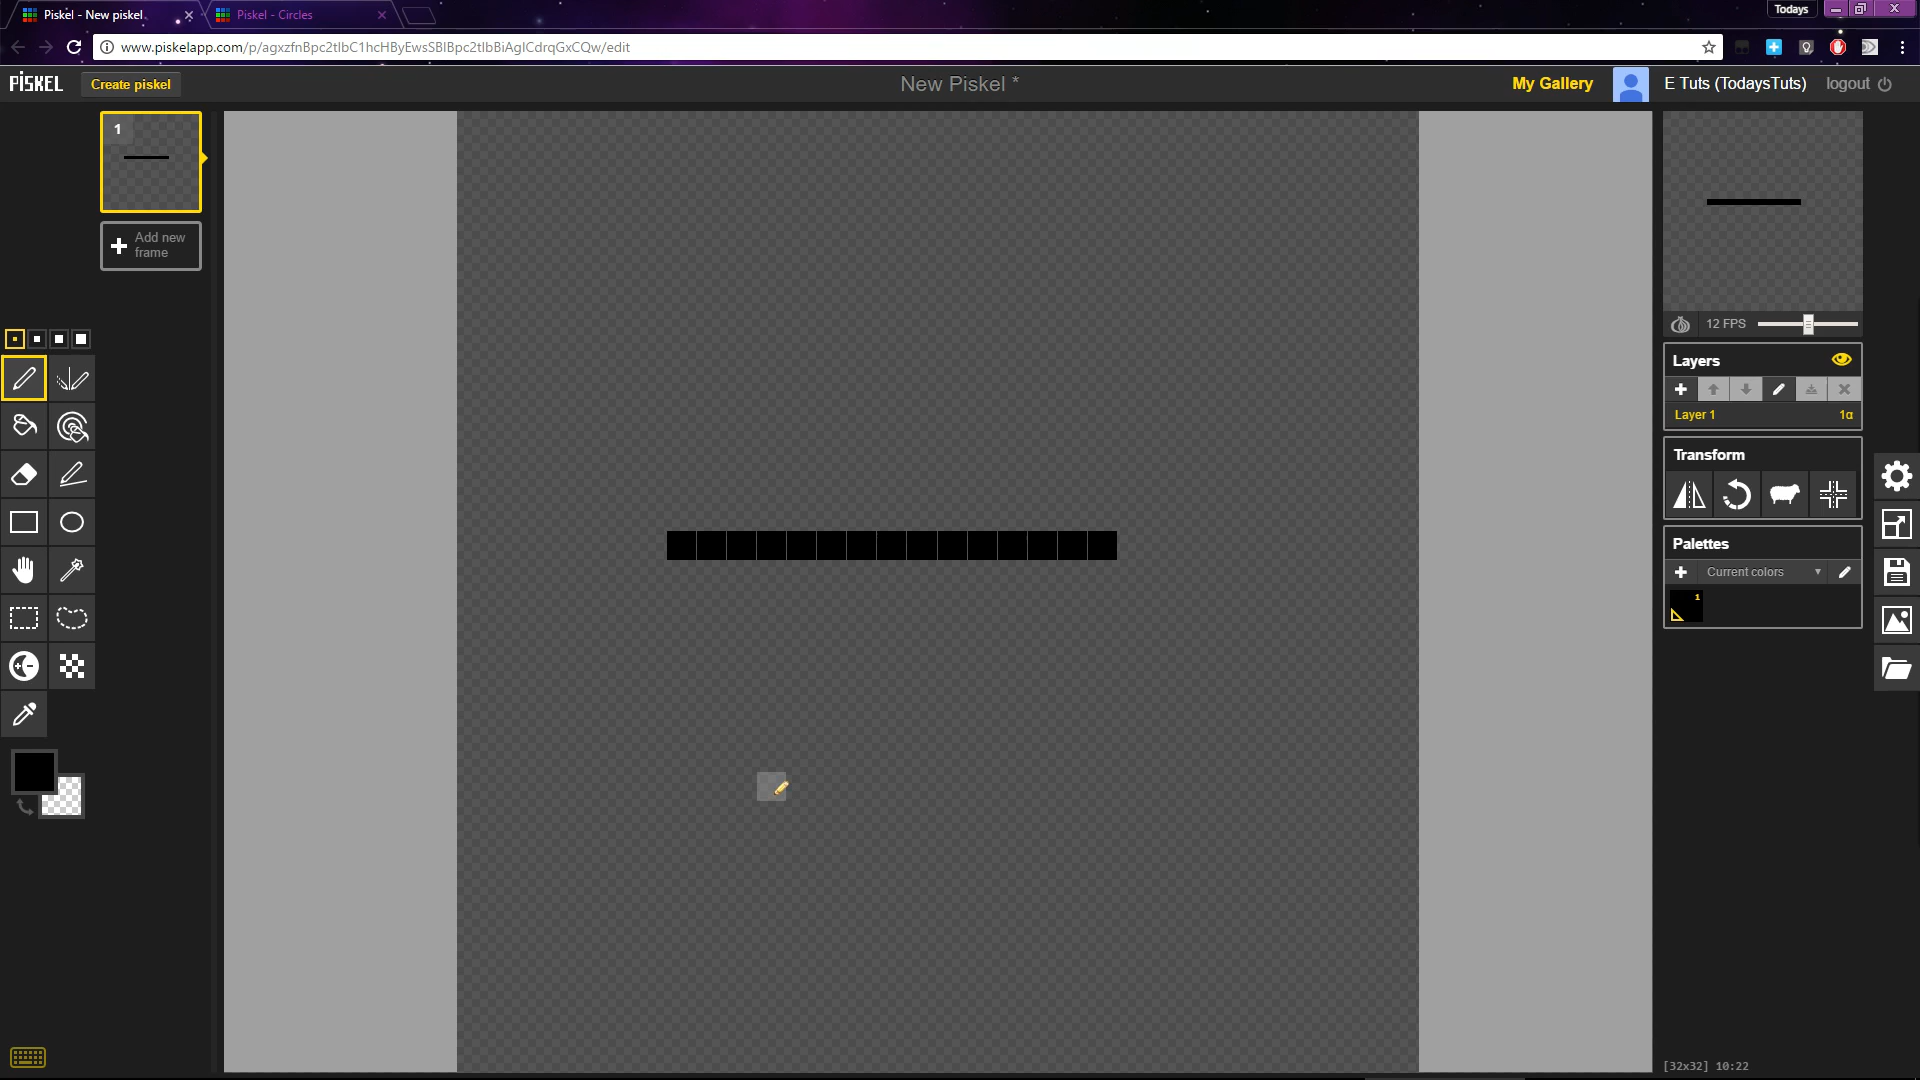 Piskel - New piskel
Piskel - Circles
Todays
www.piskelapp.com/p/agxzfnBpc2tlbC1hcHByEwsSBlBpc2tlbBiAgICdrqGxCQw/edit
PISKEL
Create piskel
New Piskel *
My Gallery
E Tuts (TodaysTuts)
logout
1
Add new
frame
12 FPS
Layers
Layer 1
1α
Transform
Palettes
Current colors
1
[32x32] 10:22